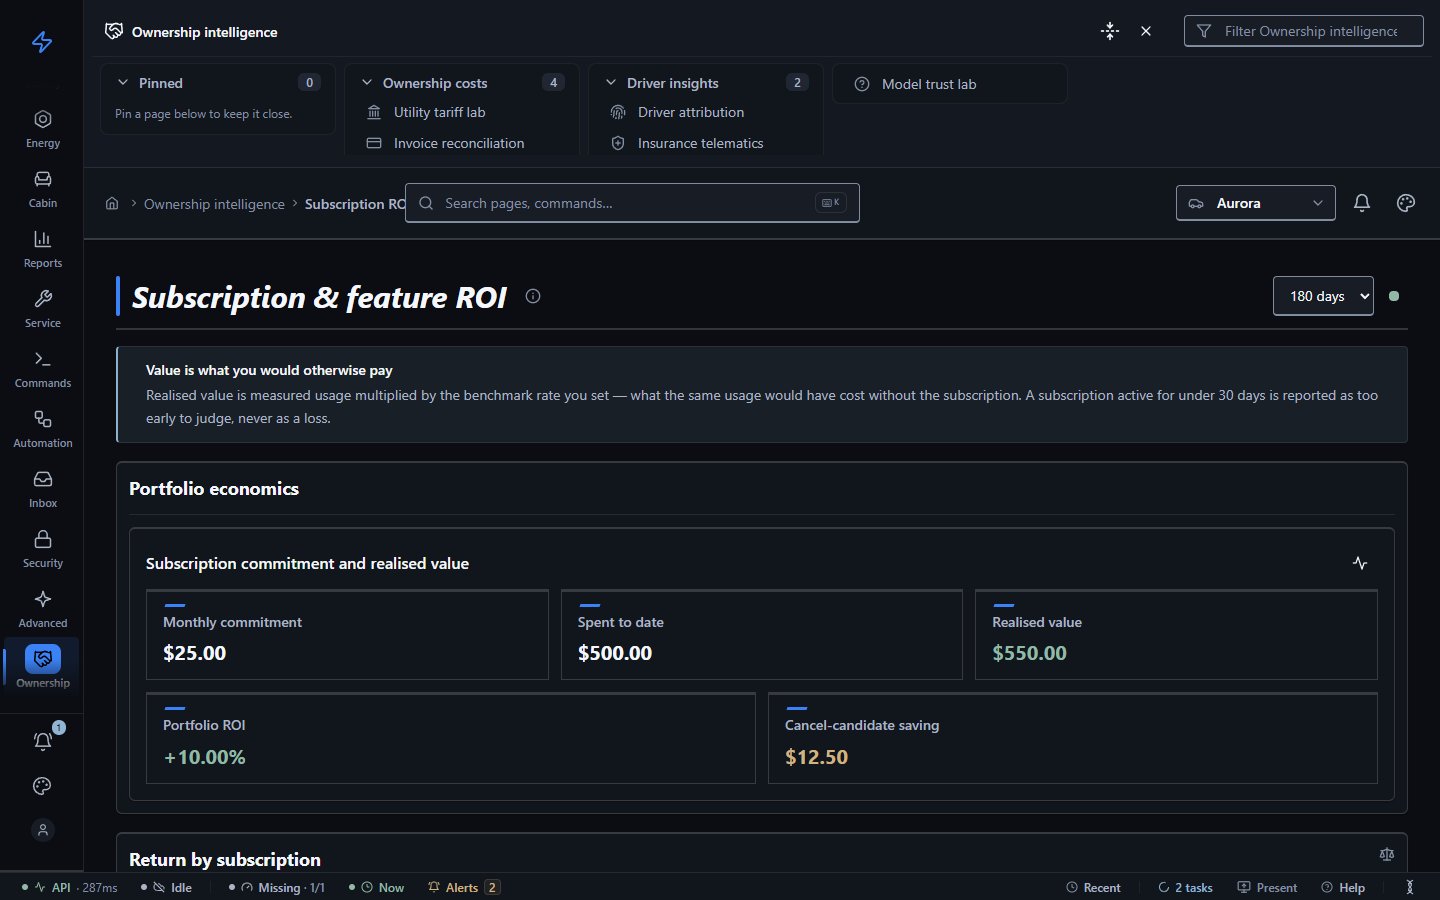 Ownership intelligence
Filter Ownership intelligence
Pinned 0
Pin a page below to keep it close.
Ownership costs 4
Utility tariff lab
Invoice reconciliation
Driver insights 2
Driver attribution
Insurance telematics
Model trust lab
Energy
Cabin
Reports
Service
Commands
Automation
Inbox
Security
Advanced
Ownership
1
Ownership intelligence
Subscription RO
Search pages, commands...
K
Aurora
Subscription & feature ROI
180 days
Value is what you would otherwise pay
Realised value is measured usage multiplied by the benchmark rate you set — what the same usage would have cost without the subscription. A subscription active for under 30 days is reported as too
early to judge, never as a loss.
Portfolio economics
Subscription commitment and realised value
Monthly commitment
$25.00
Spent to date
$500.00
Realised value
$550.00
Portfolio ROI
+10.00%
Cancel-candidate saving
$12.50
Return by subscription
API · 287ms
Idle
Missing · 1/1
Now
Alerts 2
Recent
2 tasks
Present
Help